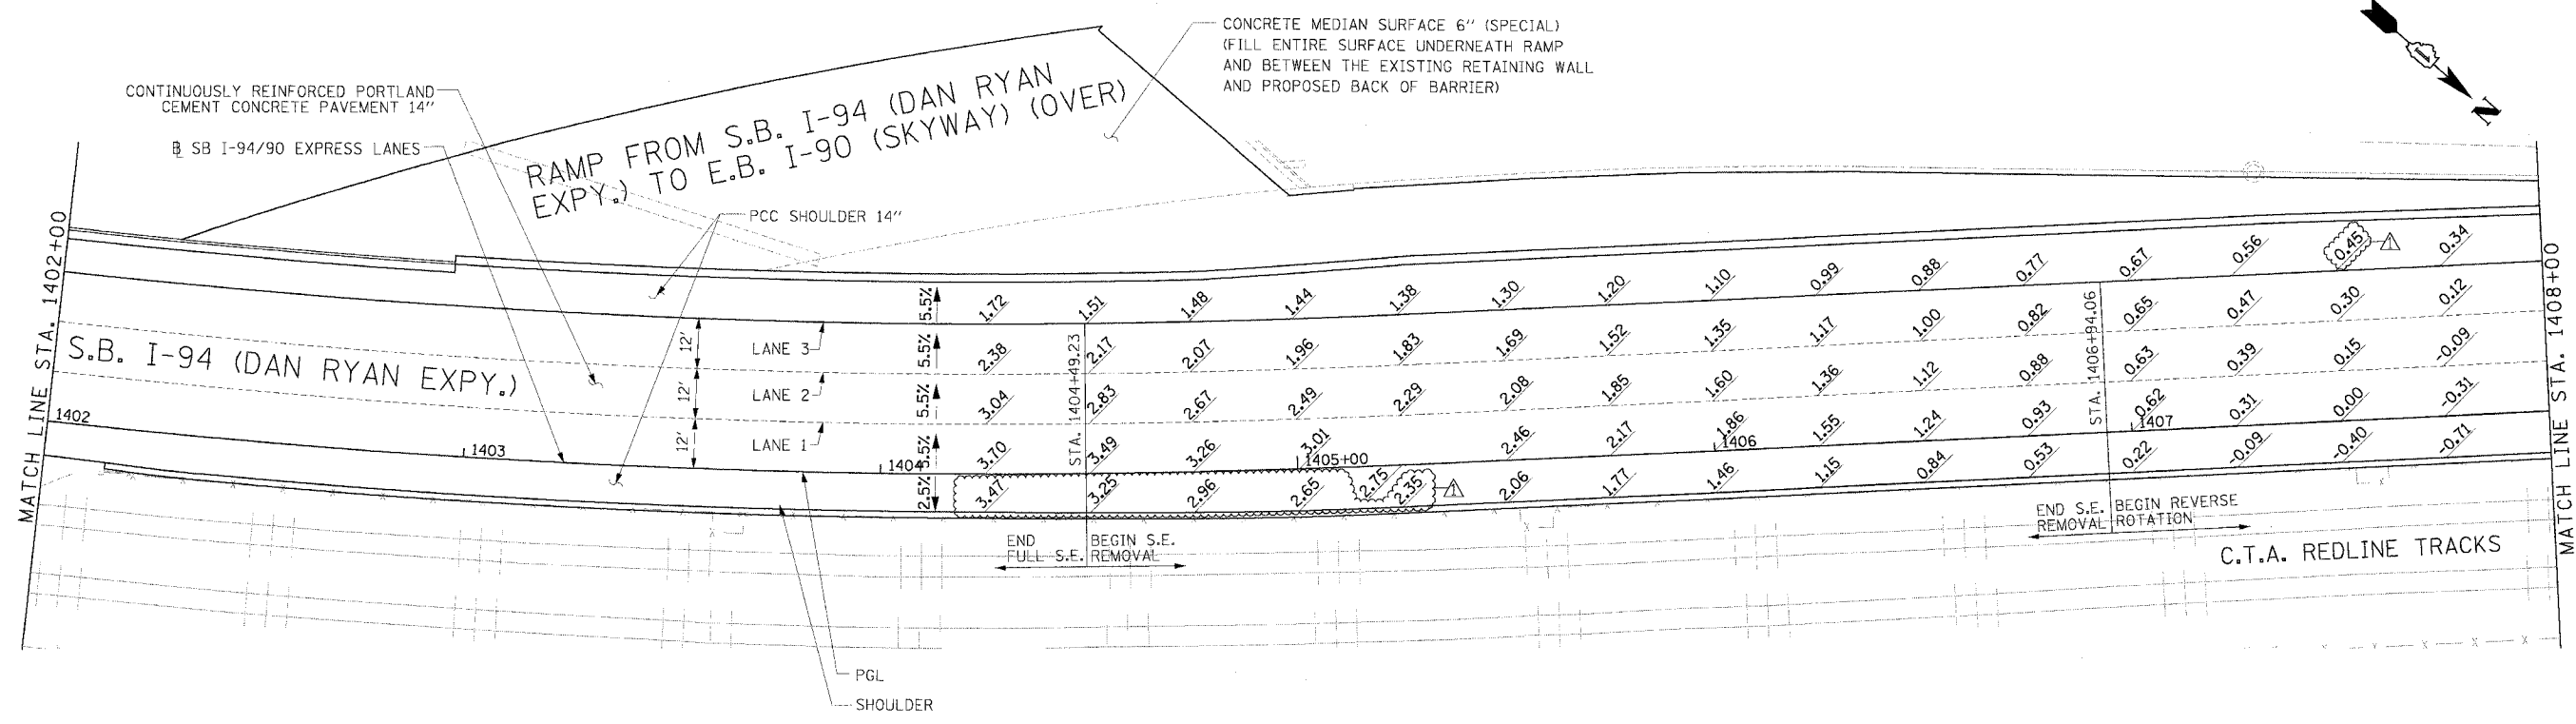 CONCRETE MEDIAN SURFACE 6'' (SPECIAL)
(FILL ENTIRE SURFACE UNDERNEATH RAMP
AND BETWEEN THE EXISTING RETAINING WALL
AND PROPOSED BACK OF BARRIER)
N
1
CONTINUOUSLY REINFORCED PORTLAND
CEMENT CONCRETE PAVEMENT 14''
℄ SB I-94/90 EXPRESS LANES
RAMP FROM S.B. I-94 (DAN RYAN
EXPY.) TO E.B. I-90 (SKYWAY) (OVER)
PCC SHOULDER 14''
MATCH LINE STA. 1402+00
MATCH LINE STA. 1408+00
S.B. I-94 (DAN RYAN EXPY.)
12'
12'
12'
LANE 3
LANE 2
LANE 1
5.5%
5.5%
5.5%
5.5%
2.5%
1.72 1.51 1.48 1.44 1.38 1.30 1.20 1.10 0.99 0.88 0.77 0.67 0.56 0.45 1 0.34
2.38 2.17 2.07 1.96 1.83 1.69 1.52 1.35 1.17 1.00 0.82 0.65 0.47 0.30 0.12
3.04 2.83 2.67 2.49 2.29 2.08 1.85 1.60 1.36 1.12 0.88 0.63 0.39 0.15 -0.09
3.70 3.49 3.26 3.01 2.75 2.46 2.17 1.86 1.55 1.24 0.93 0.62 0.31 0.00 -0.31
3.47 3.25 2.96 2.65 2.35 1 2.06 1.77 1.46 1.15 0.84 0.53 0.22 -0.09 -0.40 -0.71
1402
1403
1404
1405+00
1406
1407
STA. 1404+49.23
STA. 1406+94.06
END
FULL S.E.
BEGIN S.E.
REMOVAL
END S.E.
REMOVAL
BEGIN REVERSE
ROTATION
C.T.A. REDLINE TRACKS
PGL
SHOULDER